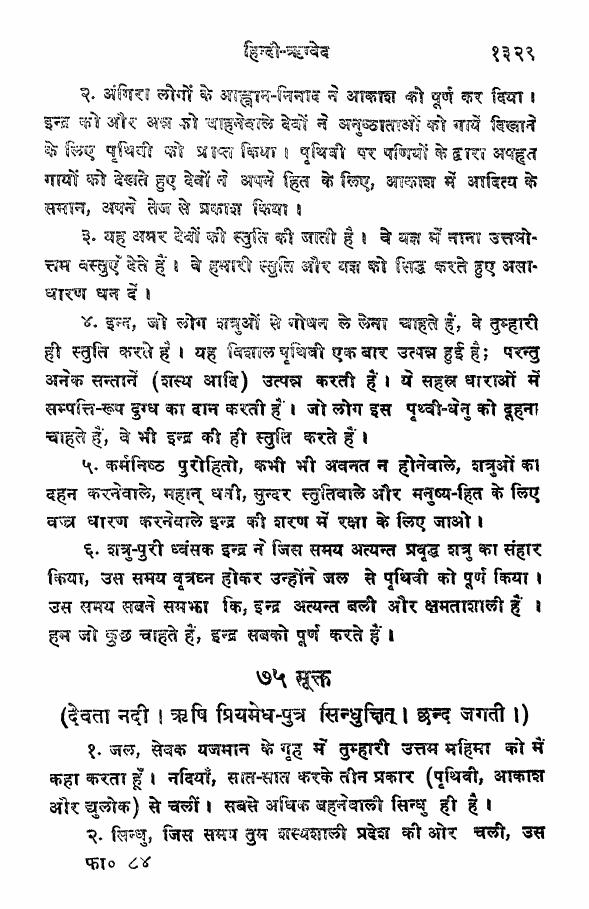 हिन्दी-ऋग्वेद १३२९
२. अंगिरा लोगों के आह्वान-निनाद ने आकाश को पूर्ण कर दिया ।
इन्द्र को और अन्न को चाहनेवाले देवों ने अनुष्ठाताओं को गायें दिखाने
के लिए पृथिवी को प्राप्त किया । पृथिवी पर पणियों के द्वारा अपहृत
गायों को देखते हुए देवों ने अपने हित के लिए, आकाश में आदित्य के
समान, अपने तेज से प्रकाश किया ।
३. यह अमर देवों की स्तुति की जाती है । वे यज्ञ में नाना उत्तमो-
त्तम वस्तुएँ देते हैं । वे हमारी स्तुति और यज्ञ को सिद्ध करते हुए असा-
धारण धन दें ।
४. इन्द्र, जो लोग शत्रुओं से गोधन ले लेना चाहते हैं, वे तुम्हारी
ही स्तुति करते हैं । यह विशाल पृथिवी एक बार उत्पन्न हुई है; परन्तु
अनेक सन्तानें (शस्य आदि) उत्पन्न करती हैं । ये सहस्र धाराओं में
सम्पत्ति-रूप दुग्ध का दान करती हैं । जो लोग इस पृथ्वी-धेनु को दूहना
चाहते हैं, वे भी इन्द्र की ही स्तुति करते हैं ।
५. कर्मनिष्ठ पुरोहितो, कभी भी अवनत न होनेवाले, शत्रुओं का
दहन करनेवाले, महान् धनी, सुन्दर स्तुतिवाले और मनुष्य-हित के लिए
वज्र धारण करनेवाले इन्द्र की शरण में रक्षा के लिए जाओ ।
६. शत्रु-पुरी ध्वंसक इन्द्र ने जिस समय अत्यन्त प्रवृद्ध शत्रु का संहार
किया, उस समय वृत्रघ्न होकर उन्होंने जल से पृथिवी को पूर्ण किया ।
उस समय सबने समझा कि, इन्द्र अत्यन्त बली और क्षमताशाली हैं ।
हम जो कुछ चाहते हैं, इन्द्र सबको पूर्ण करते हैं ।
७५ सूक्त
(देवता नदी । ऋषि प्रियमेध-पुत्र सिन्धुक्षित् । छन्द जगती ।)
१. जल, सेवक यजमान के गृह में तुम्हारी उत्तम महिमा को मैं
कहा करता हूँ । नदियाँ, सात-सात करके तीन प्रकार (पृथिवी, आकाश
और द्युलोक) से चलीं । सबसे अधिक बहनेवाली सिन्धु ही है ।
२. सिन्धु, जिस समय तुम शस्यशाली प्रदेश की ओर चली, उस
फा० ८४